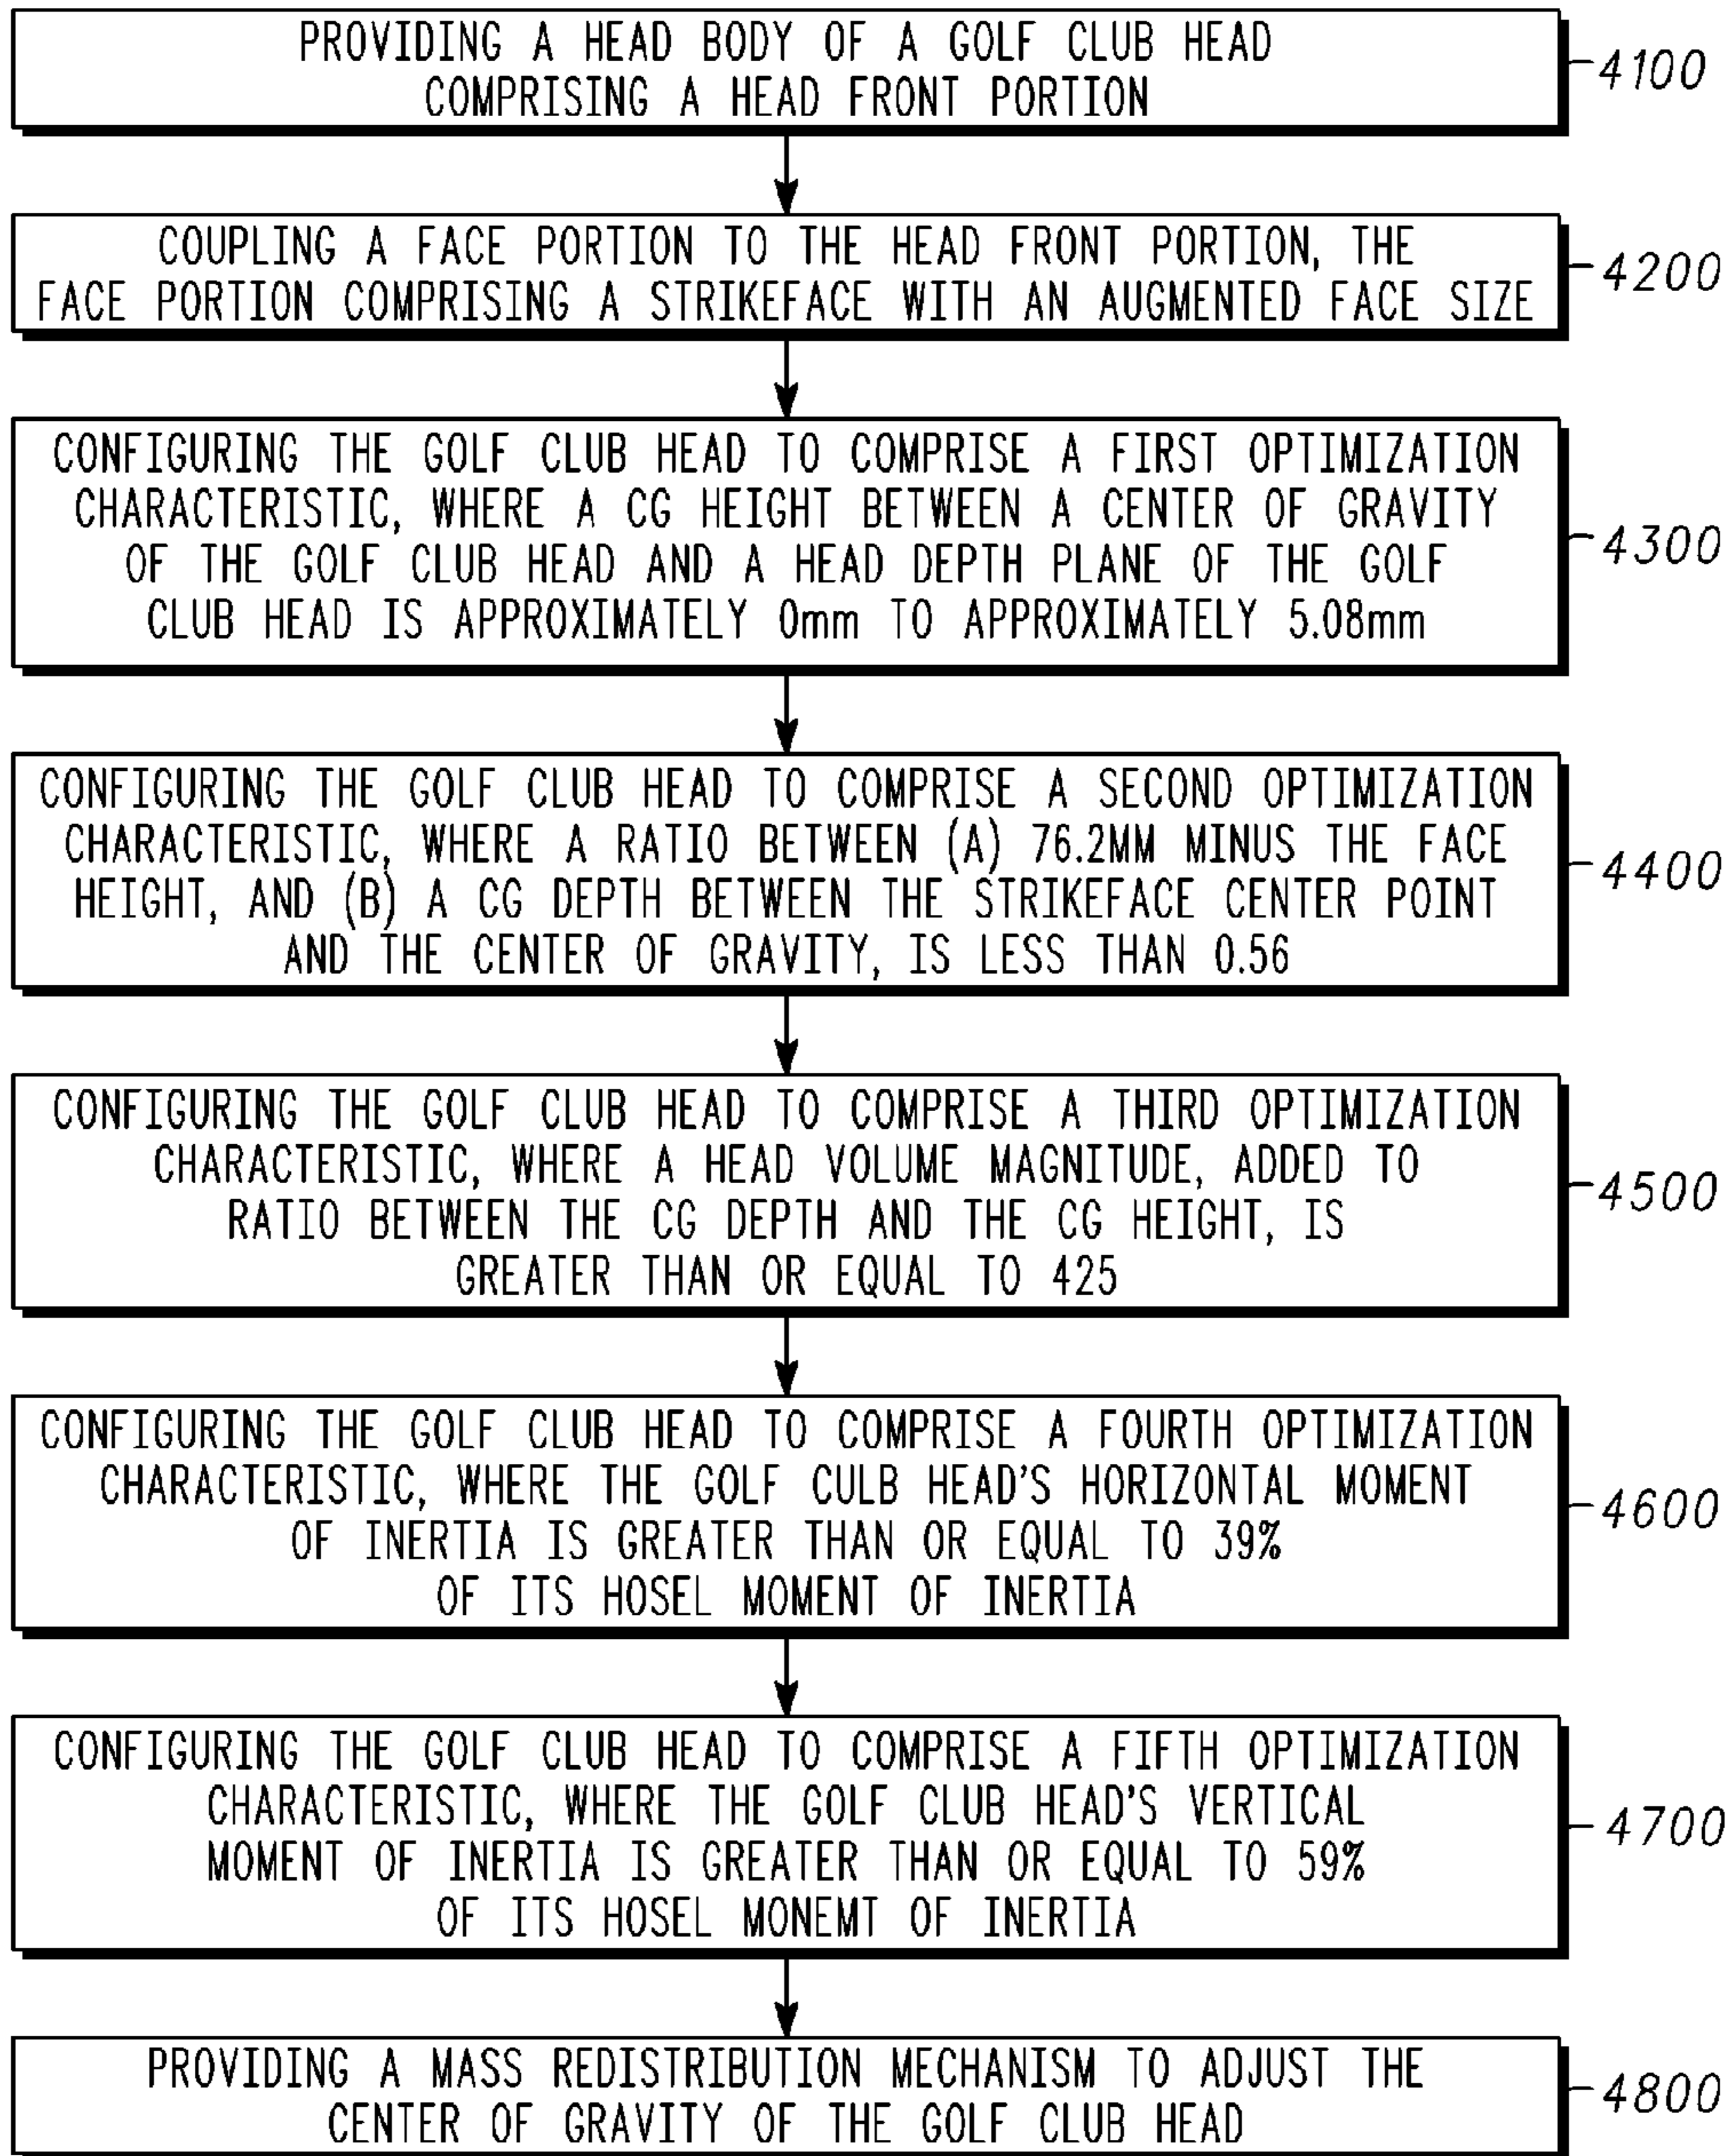 PROVIDING A HEAD BODY OF A GOLF CLUB HEAD
COMPRISING A HEAD FRONT PORTION
4100
COUPLING A FACE PORTION TO THE HEAD FRONT PORTION, THE
FACE PORTION COMPRISING A STRIKEFACE WITH AN AUGMENTED FACE SIZE
4200
CONFIGURING THE GOLF CLUB HEAD TO COMPRISE A FIRST OPTIMIZATION
CHARACTERISTIC, WHERE A CG HEIGHT BETWEEN A CENTER OF GRAVITY
OF THE GOLF CLUB HEAD AND A HEAD DEPTH PLANE OF THE GOLF
CLUB HEAD IS APPROXIMATELY 0mm TO APPROXIMATELY 5.08mm
4300
CONFIGURING THE GOLF CLUB HEAD TO COMPRISE A SECOND OPTIMIZATION
CHARACTERISTIC, WHERE A RATIO BETWEEN (A) 76.2MM MINUS THE FACE
HEIGHT, AND (B) A CG DEPTH BETWEEN THE STRIKEFACE CENTER POINT
AND THE CENTER OF GRAVITY, IS LESS THAN 0.56
4400
CONFIGURING THE GOLF CLUB HEAD TO COMPRISE A THIRD OPTIMIZATION
CHARACTERISTIC, WHERE A HEAD VOLUME MAGNITUDE, ADDED TO
RATIO BETWEEN THE CG DEPTH AND THE CG HEIGHT, IS
GREATER THAN OR EQUAL TO 425
4500
CONFIGURING THE GOLF CLUB HEAD TO COMPRISE A FOURTH OPTIMIZATION
CHARACTERISTIC, WHERE THE GOLF CULB HEAD'S HORIZONTAL MOMENT
OF INERTIA IS GREATER THAN OR EQUAL TO 39%
OF ITS HOSEL MOMENT OF INERTIA
4600
CONFIGURING THE GOLF CLUB HEAD TO COMPRISE A FIFTH OPTIMIZATION
CHARACTERISTIC, WHERE THE GOLF CLUB HEAD'S VERTICAL
MOMENT OF INERTIA IS GREATER THAN OR EQUAL TO 59%
OF ITS HOSEL MONEMT OF INERTIA
4700
PROVIDING A MASS REDISTRIBUTION MECHANISM TO ADJUST THE
CENTER OF GRAVITY OF THE GOLF CLUB HEAD
4800